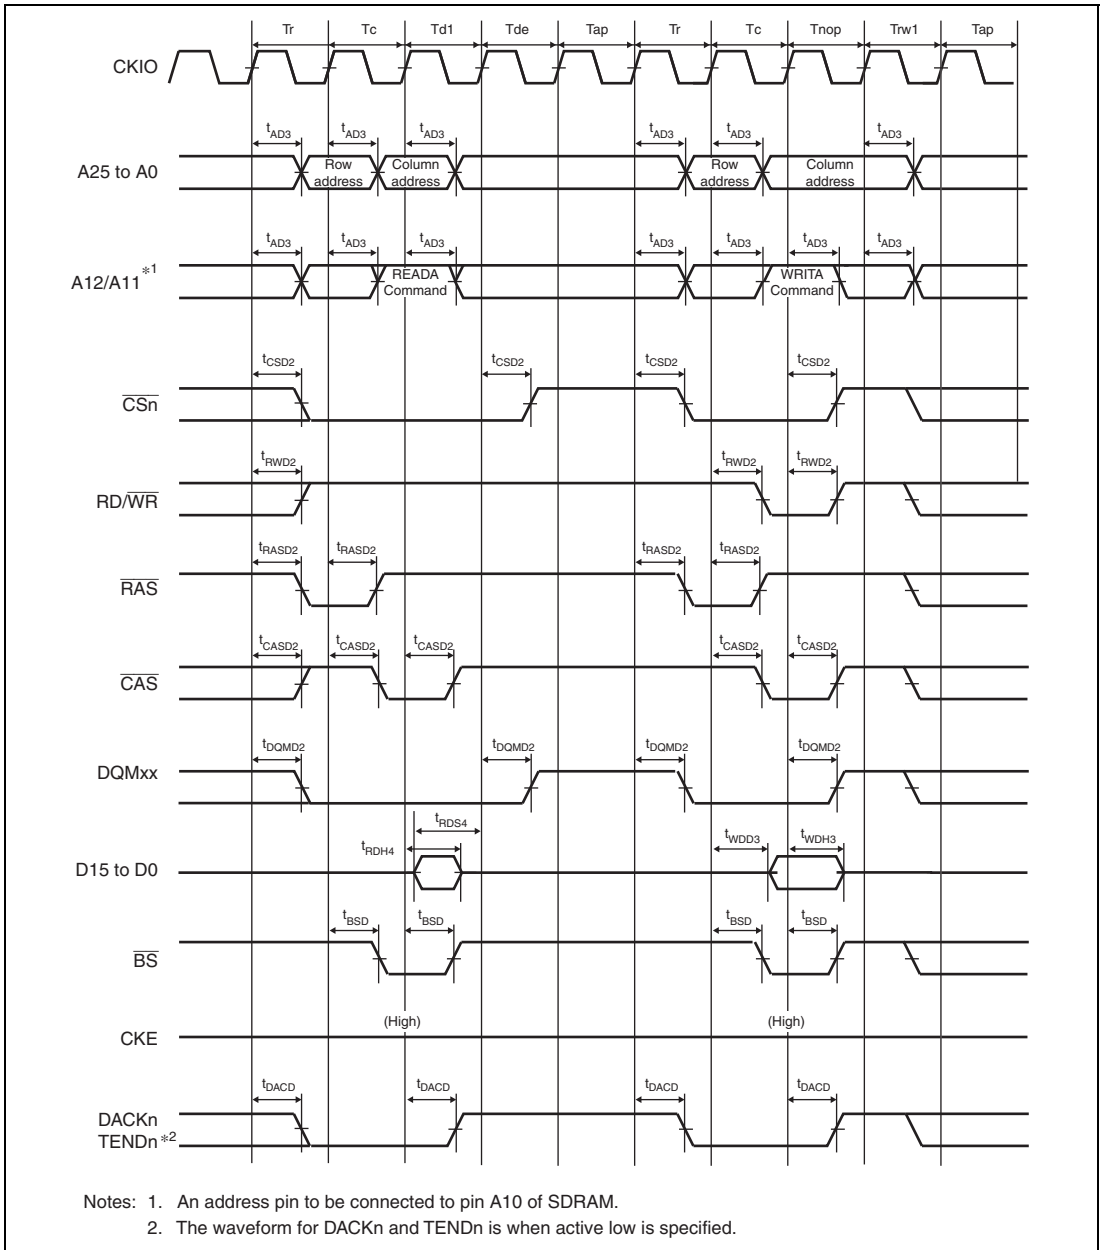 Tr Tc Td1 Tde Tap Tr Tc Tnop Trw1 Tap
CKIO
tAD3 tAD3 tAD3 tAD3 tAD3 tAD3
A25 to A0
Row address Column address Row address Column address
tAD3 tAD3 tAD3 tAD3 tAD3 tAD3 tAD3
A12/A11*1
READA Command WRITA Command
tCSD2 tCSD2 tCSD2 tCSD2
CSn
tRWD2 tRWD2 tRWD2
RD/WR
tRASD2 tRASD2 tRASD2 tRASD2
RAS
tCASD2 tCASD2 tCASD2 tCASD2 tCASD2
CAS
tDQMD2 tDQMD2 tDQMD2 tDQMD2
DQMxx
tRDS4
tRDH4 tWDD3 tWDH3
D15 to D0
tBSD tBSD tBSD tBSD
BS
(High) (High)
CKE
tDACD tDACD tDACD tDACD
DACKn
TENDn*2
Notes: 1. An address pin to be connected to pin A10 of SDRAM.
2. The waveform for DACKn and TENDn is when active low is specified.